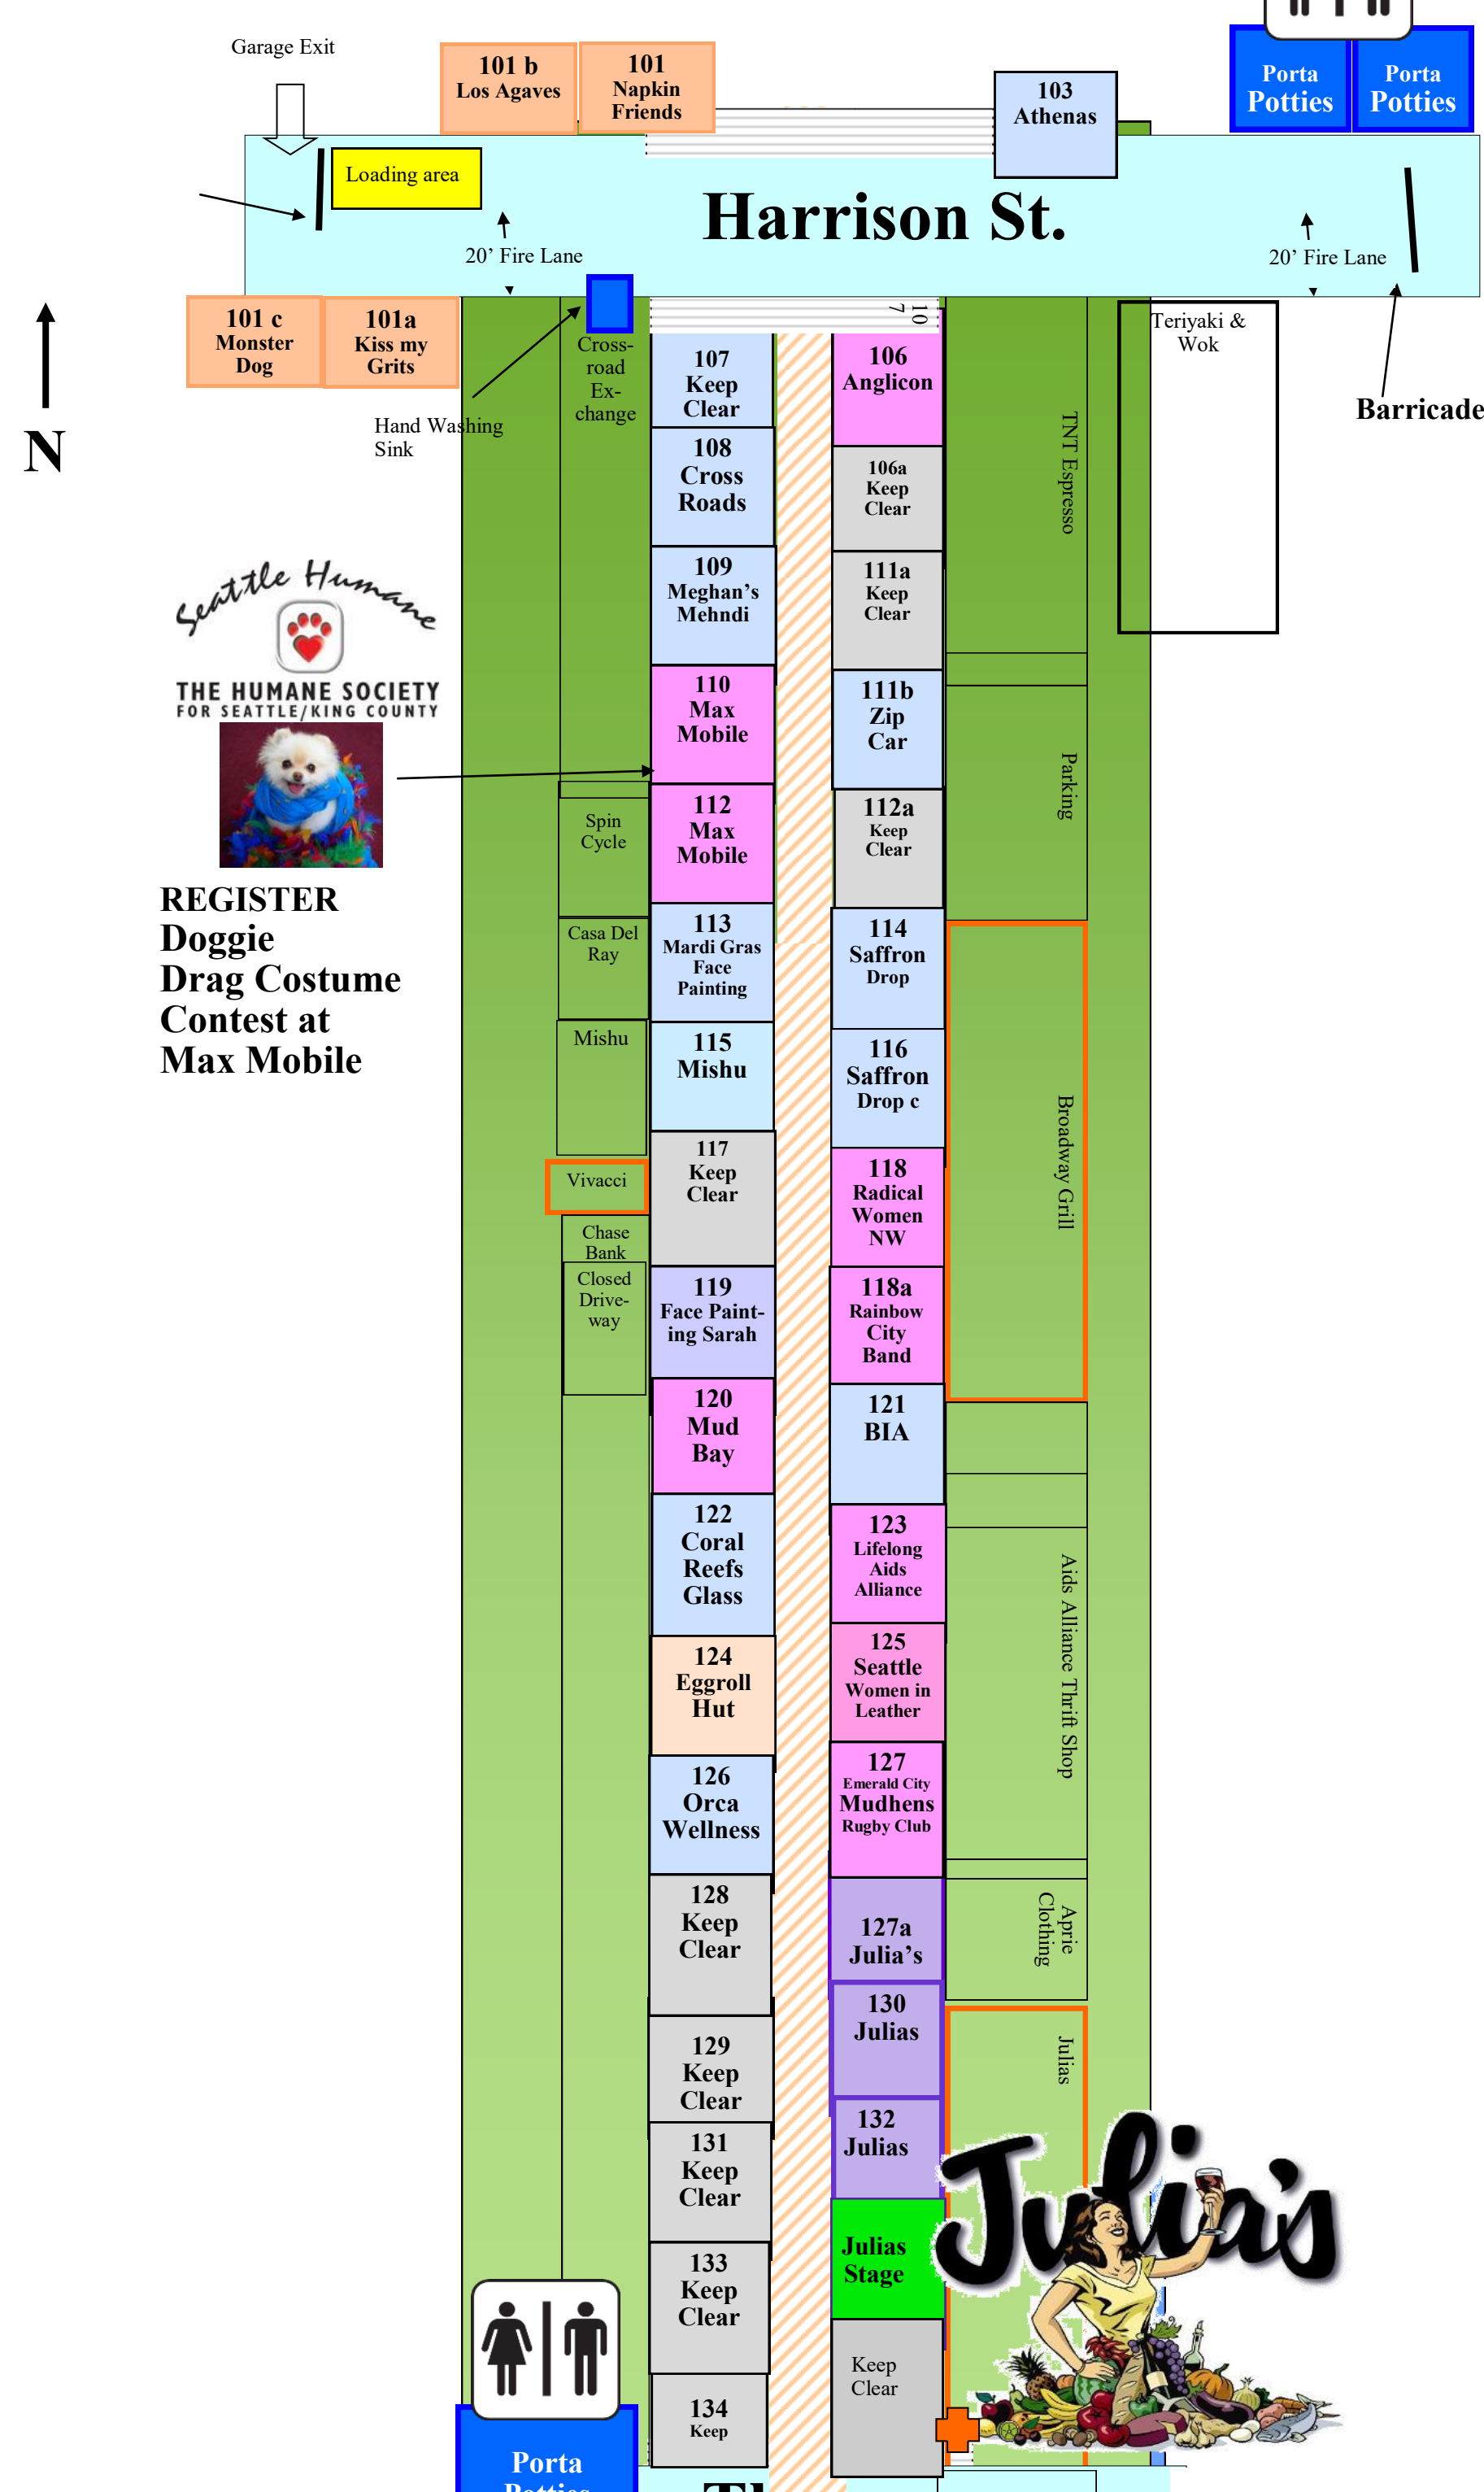 Garage Exit
101 b
Los Agaves
101
Napkin
Friends
103
Athenas
Porta
Potties
Porta
Potties
Loading area
Harrison St.
20’ Fire Lane
20’ Fire Lane
101 c
Monster
Dog
101a
Kiss my
Grits
N
Hand Washing
Sink
Cross-
road
Ex-
change
10
7
Teriyaki &
Wok
Barricade
107
Keep
Clear
106
Anglicon
TNT Espresso
108
Cross
Roads
106a
Keep
Clear
109
Meghan’s
Mehndi
111a
Keep
Clear
Seattle Humane
THE HUMANE SOCIETY
FOR SEATTLE/KING COUNTY
110
Max
Mobile
111b
Zip
Car
Parking
Spin
Cycle
112
Max
Mobile
112a
Keep
Clear
REGISTER
Doggie
Drag Costume
Contest at
Max Mobile
Casa Del
Ray
113
Mardi Gras
Face
Painting
114
Saffron
Drop
Mishu
115
Mishu
116
Saffron
Drop c
Broadway Grill
Vivacci
117
Keep
Clear
118
Radical
Women
NW
Chase
Bank
Closed
Drive-
way
119
Face Paint-
ing Sarah
118a
Rainbow
City
Band
120
Mud
Bay
121
BIA
122
Coral
Reefs
Glass
123
Lifelong
Aids
Alliance
Aids Alliance Thrift Shop
124
Eggroll
Hut
125
Seattle
Women in
Leather
126
Orca
Wellness
127
Emerald City
Mudhens
Rugby Club
128
Keep
Clear
127a
Julia’s
Aprie
Clothing
129
Keep
Clear
130
Julias
Julias
131
Keep
Clear
132
Julias
Julia's
133
Keep
Clear
Julias
Stage
134
Keep
Keep
Clear
Porta
Potties